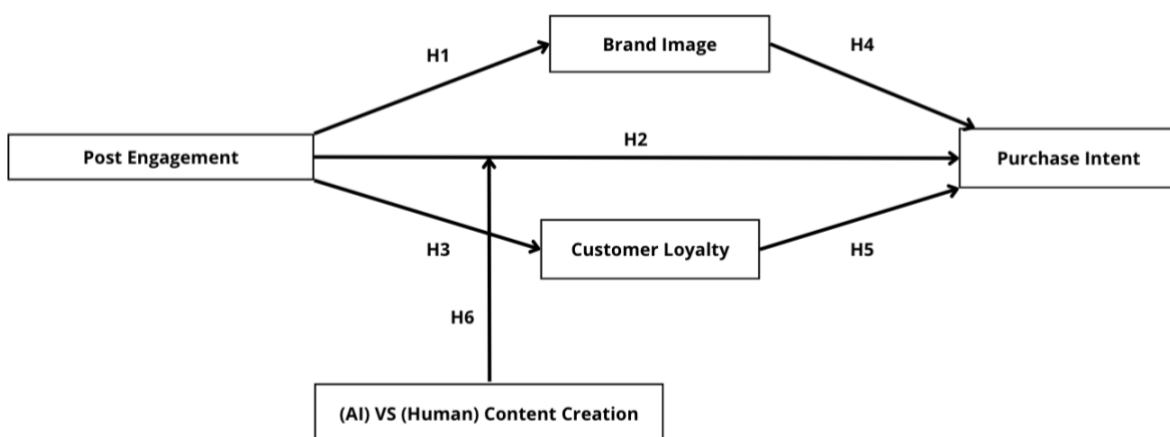 Brand Image
H1
H4
H2
Post Engagement
Purchase Intent
H3
Customer Loyalty
H5
H6
(AI) VS (Human) Content Creation